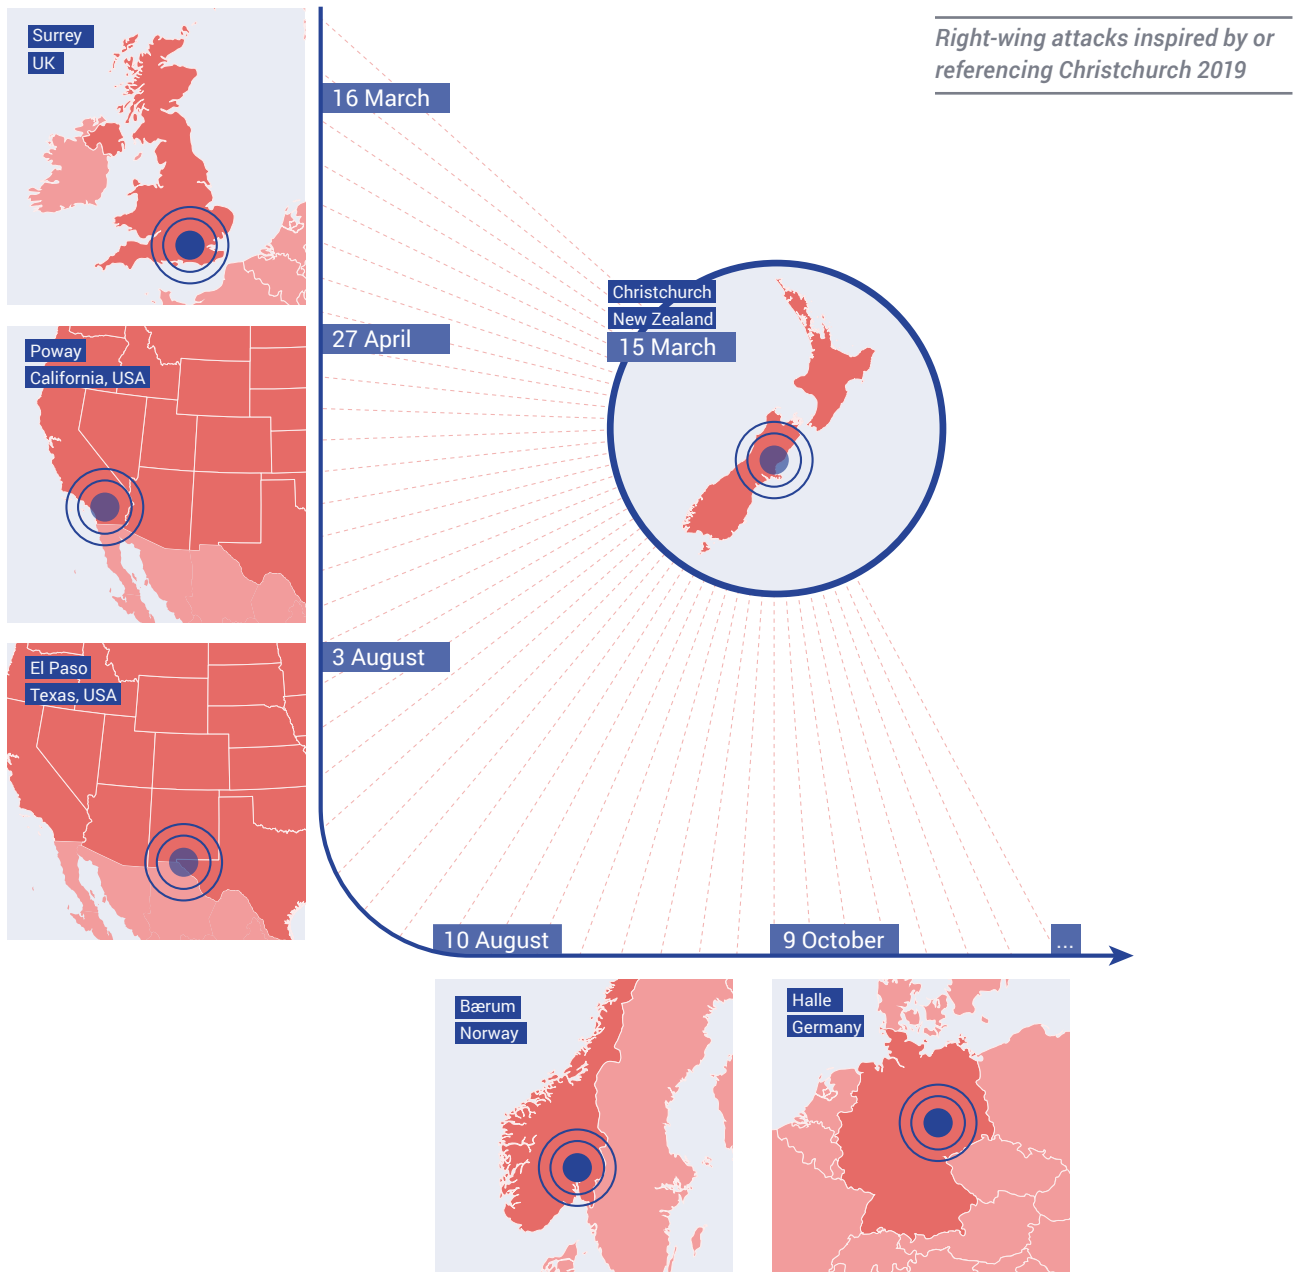 Right-wing attacks inspired by or
referencing Christchurch 2019
Surrey
UK
16 March
Christchurch
New Zealand
15 March
27 April
Poway
California, USA
3 August
El Paso
Texas, USA
10 August
9 October
...
Bærum
Norway
Halle
Germany